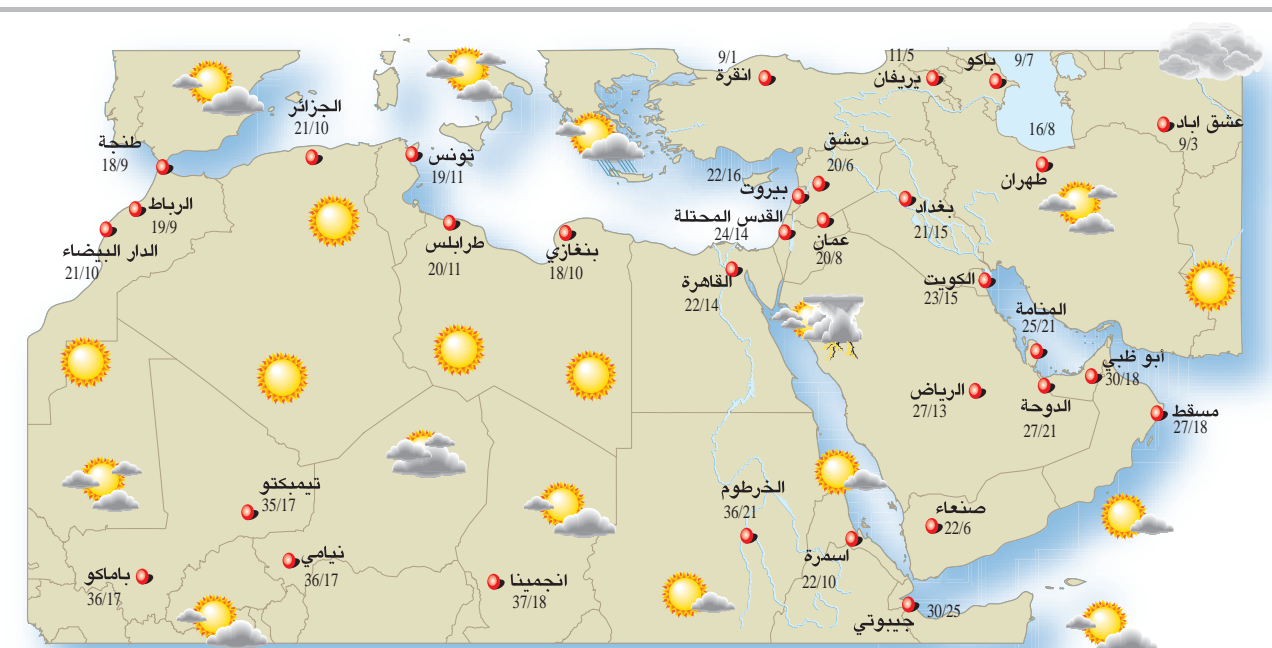 9/1
انقرة
11/5
يريفان
باكو
9/7
عشق اباد
9/3
16/8
طهران
الجزائر
21/10
طنجة
18/9
تونس
19/11
دمشق
20/6
22/16
بيروت
بغداد
21/15
الرباط
19/9
القدس المحتلة
24/14
عمان
20/8
الدار البيضاء
21/10
طرابلس
20/11
بنغازي
18/10
القاهرة
22/14
الكويت
23/15
المنامة
25/21
أبو ظبي
30/18
الرياض
27/13
الدوحة
27/21
مسقط
27/18
تيمبكتو
35/17
الخرطوم
36/21
صنعاء
22/6
اسمرة
22/10
نيامي
36/17
باماكو
36/17
انجمينا
37/18
30/25
جيبوتي